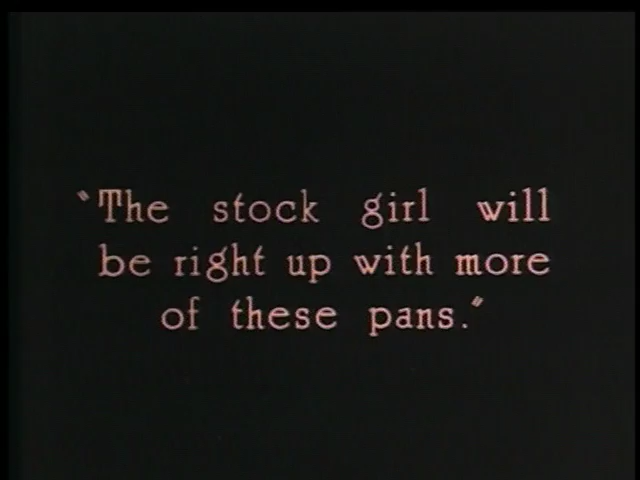 "The stock girl will
be right up with more
of these pans."